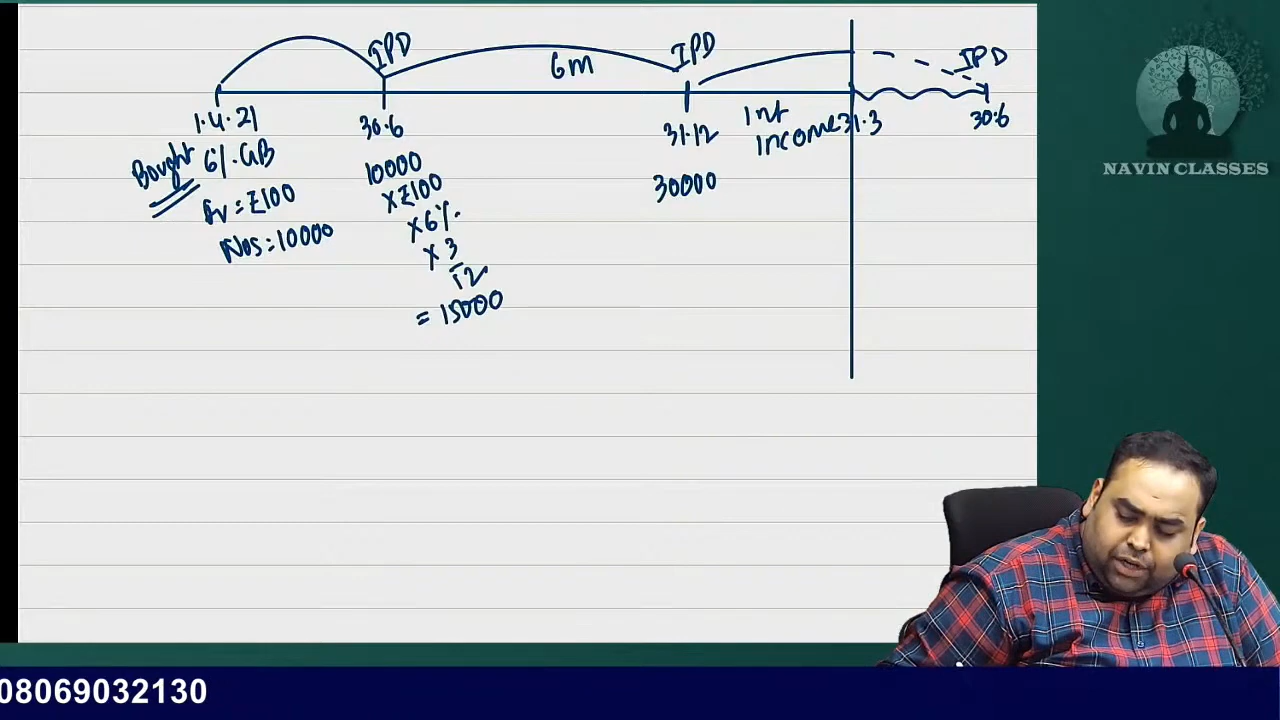 IPD
6m
IPD
IPD
1.4.21
30.6
31.12
Int
Income
31.3
30.6
Bought
6%.GB
Fv = ₹100
Nos = 10000
10000
x ₹100
x 6%.
x 3
12
= 15000
30000
NAVIN CLASSES
08069032130